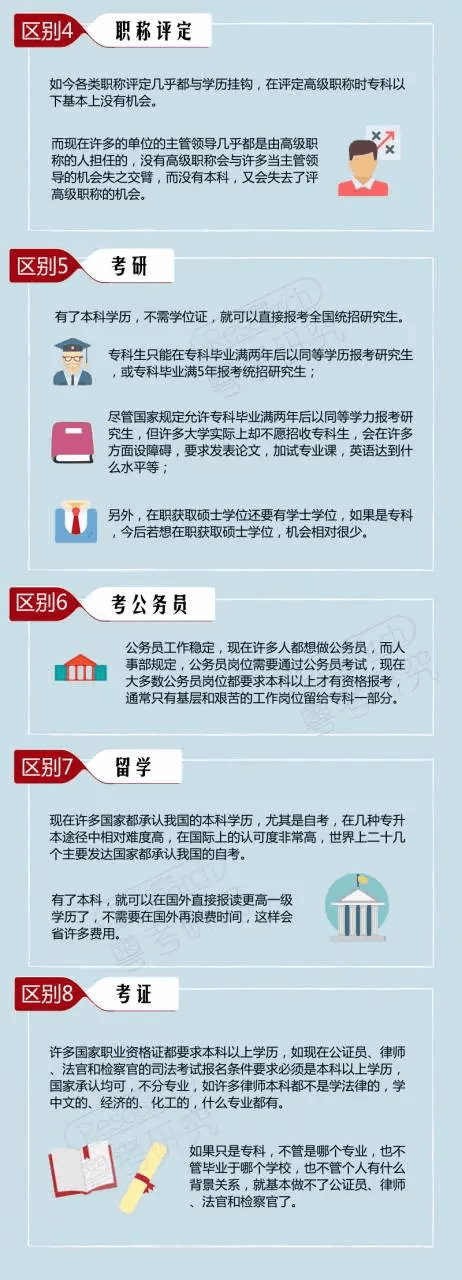 区别4 职称评定
如今各类职称评定几乎都与学历挂钩，在评定高级职称时专科以
下基本上没有机会。
而现在许多的单位的主管领导几乎都是由高级职
称的人担任的，没有高级职称会与许多当主管领
导的机会失之交臂，而没有本科，又会失去了评
高级职称的机会。
区别5 考研
有了本科学历，不需学位证，就可以直接报考全国统招研究生。
专科生只能在专科毕业满两年后以同等学历报考研究生
，或专科毕业满5年报考统招研究生；
尽管国家规定允许专科毕业满两年后以同等学力报考研
究生，但许多大学实际上却不愿招收专科生，会在许多
方面设障碍，要求发表论文，加试专业课，英语达到什
么水平等；
另外，在职获取硕士学位还要有学士学位，如果是专科
，今后若想在职获取硕士学位，机会相对很少。
区别6 考公务员
公务员工作稳定，现在许多人都想做公务员，而人
事部规定，公务员岗位需要通过公务员考试，现在
大多数公务员岗位都要求本科以上才有资格报考，
通常只有基层和艰苦的工作岗位留给专科一部分。
区别7 留学
现在许多国家都承认我国的本科学历，尤其是自考，在几种专升
本途径中相对难度高，在国际上的认可度非常高，世界上二十几
个主要发达国家都承认我国的自考。
有了本科，就可以在国外直接报读更高一级
学历了，不需要在国外再浪费时间，这样会
省许多费用。
区别8 考证
许多国家职业资格证都要求本科以上学历，如现在公证员、律师
、法官和检察官的司法考试报名条件要求必须是本科以上学历，
国家承认均可，不分专业，如许多律师本科都不是学法律的，学
中文的、经济的、化工的，什么专业都有。
如果只是专科，不管是哪个专业，也不
管毕业于哪个学校，也不管个人有什么
背景关系，就基本做不了公证员、律师
、法官和检察官了。